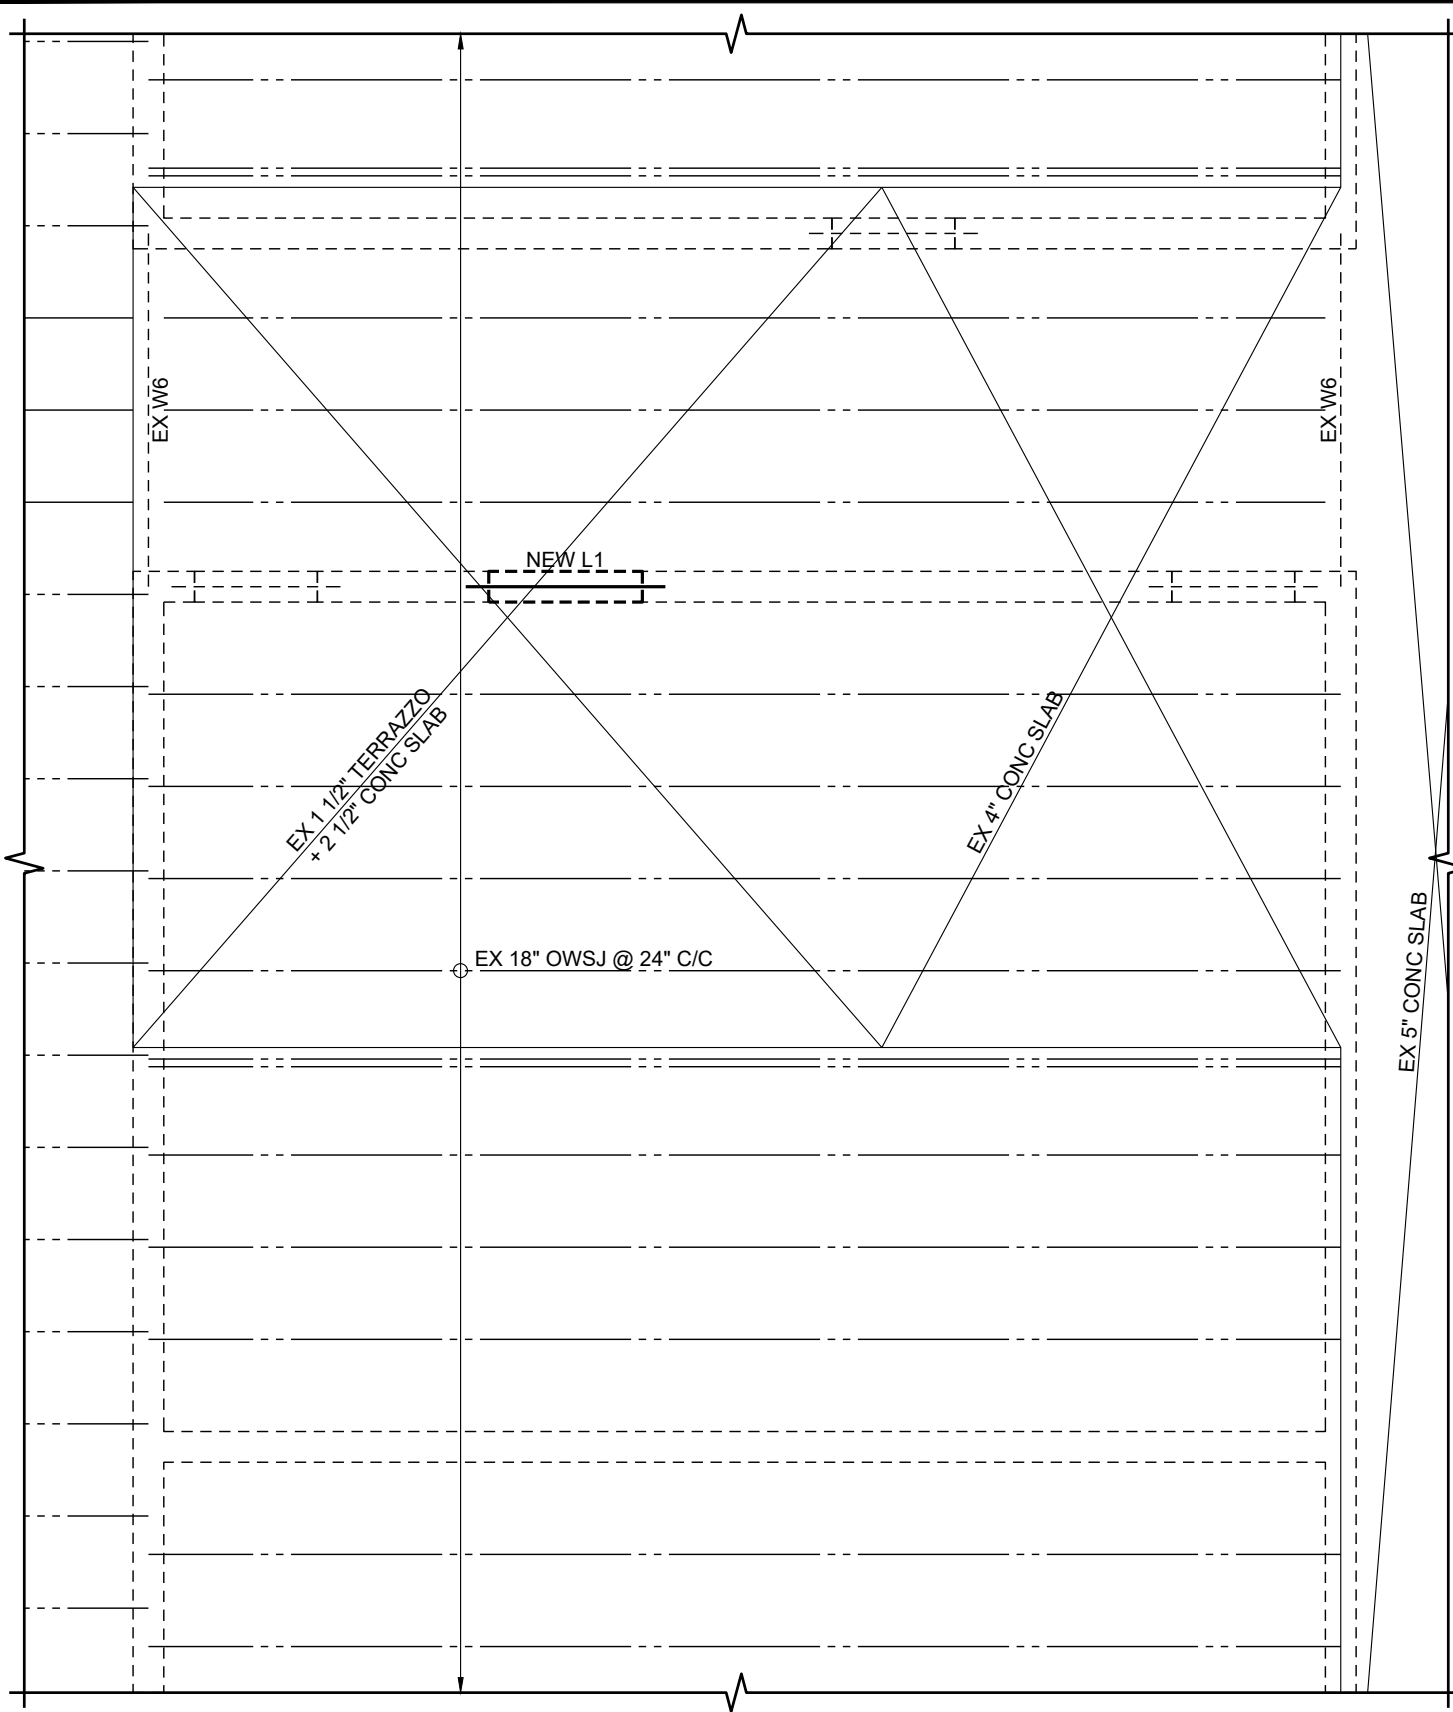 EX W6
EX W6
NEW L1
EX 1 1/2" TERRAZZO
+ 2 1/2" CONC SLAB
EX 4" CONC SLAB
EX 18" OWSJ @ 24" C/C
EX 5" CONC SLAB